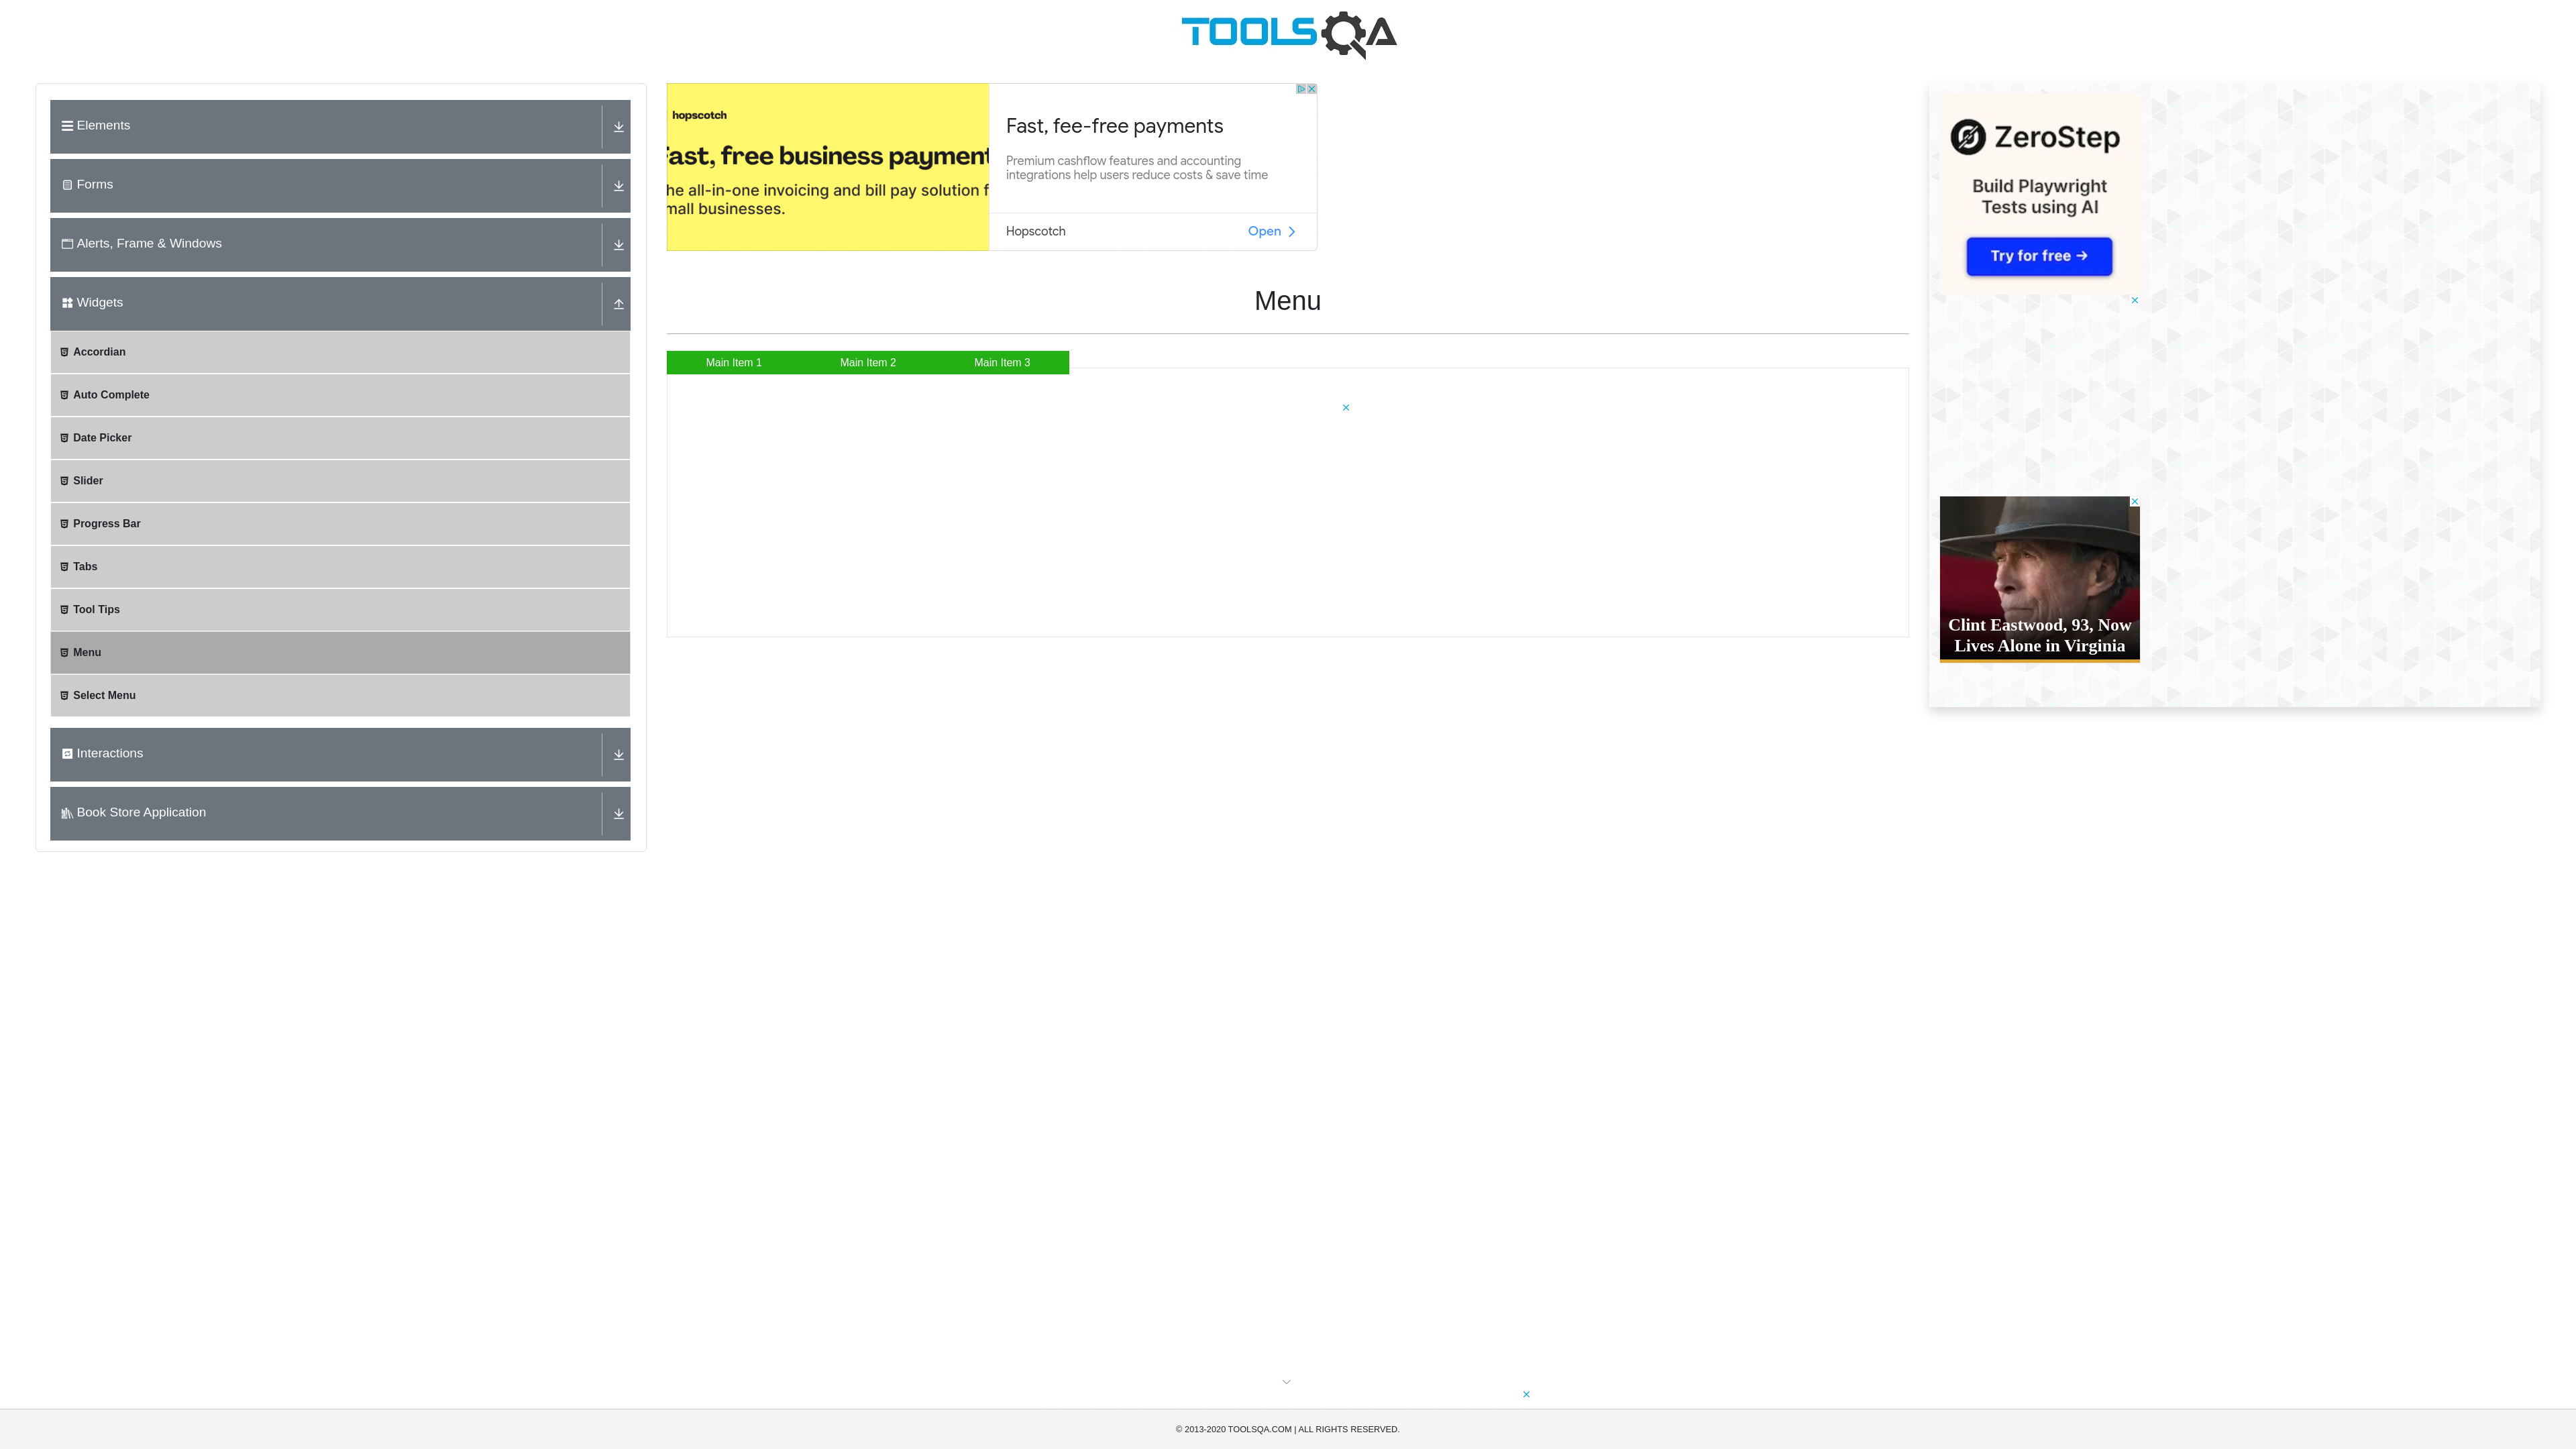 TOOLSQA
Elements
Forms
Alerts, Frame & Windows
Widgets
Accordian
Auto Complete
Date Picker
Slider
Progress Bar
Tabs
Tool Tips
Menu
Select Menu
Interactions
Book Store Application
hopscotch
Fast, free business payment
he all-in-one invoicing and bill pay solution f
mall businesses.
Fast, fee-free payments
Premium cashflow features and accounting
integrations help users reduce costs & save time
Hopscotch
Open
Menu
Main Item 1
Main Item 2
Main Item 3
ZeroStep
Build Playwright
Tests using AI
Try for free →
Clint Eastwood, 93, Now
Lives Alone in Virginia
© 2013-2020 TOOLSQA.COM | ALL RIGHTS RESERVED.